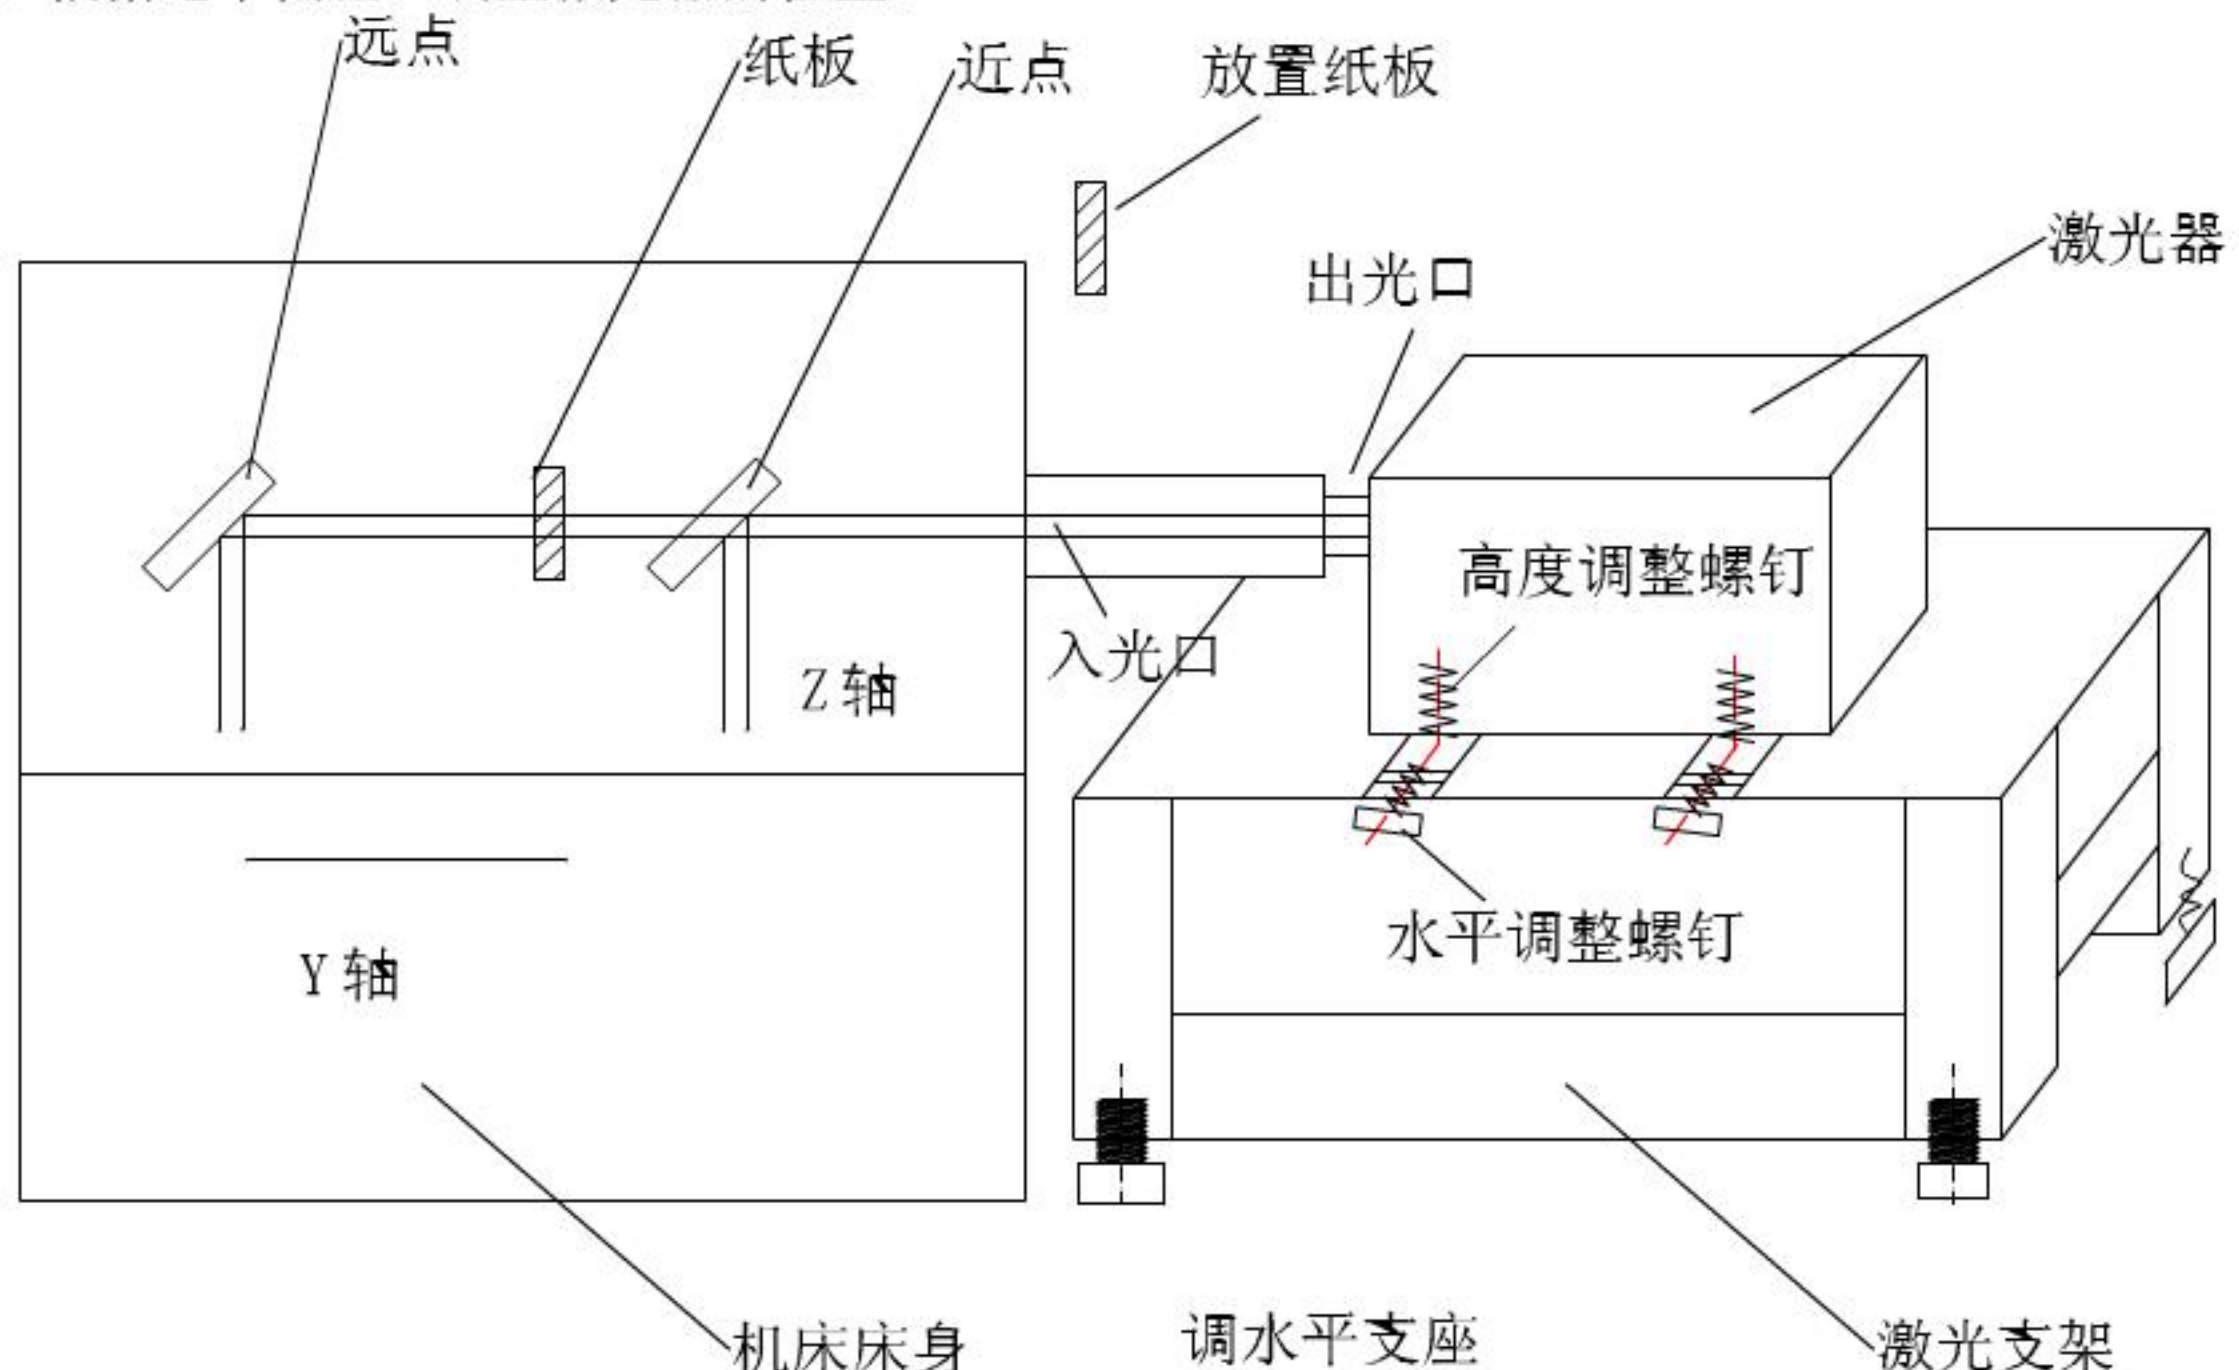 远点
纸板
近点
放置纸板
激光器
出光口
高度调整螺钉
入光口
Z轴
水平调整螺钉
Y轴
机床床身
调水平支座
激光支架